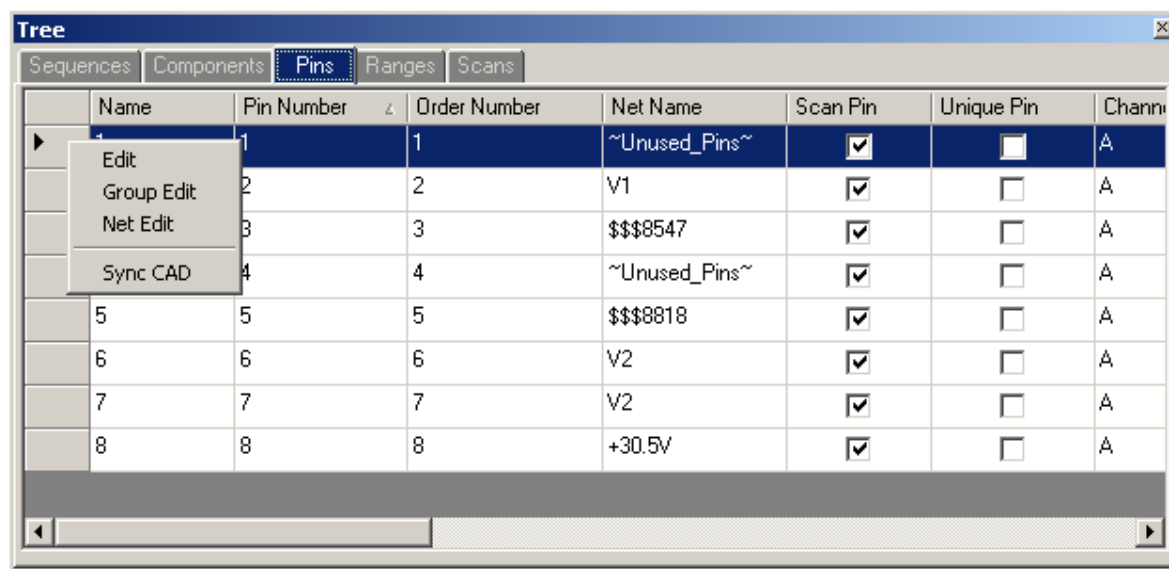 Tree
Sequences Components Pins Ranges Scans
Name Pin Number Order Number Net Name Scan Pin Unique Pin Chann
1 1 ~Unused_Pins~ A
Edit
2 2 V1 A
Group Edit
Net Edit
3 3 $$$8547 A
Sync CAD
4 4 ~Unused_Pins~ A
5 5 5 $$$8818 A
6 6 6 V2 A
7 7 7 V2 A
8 8 8 +30.5V A